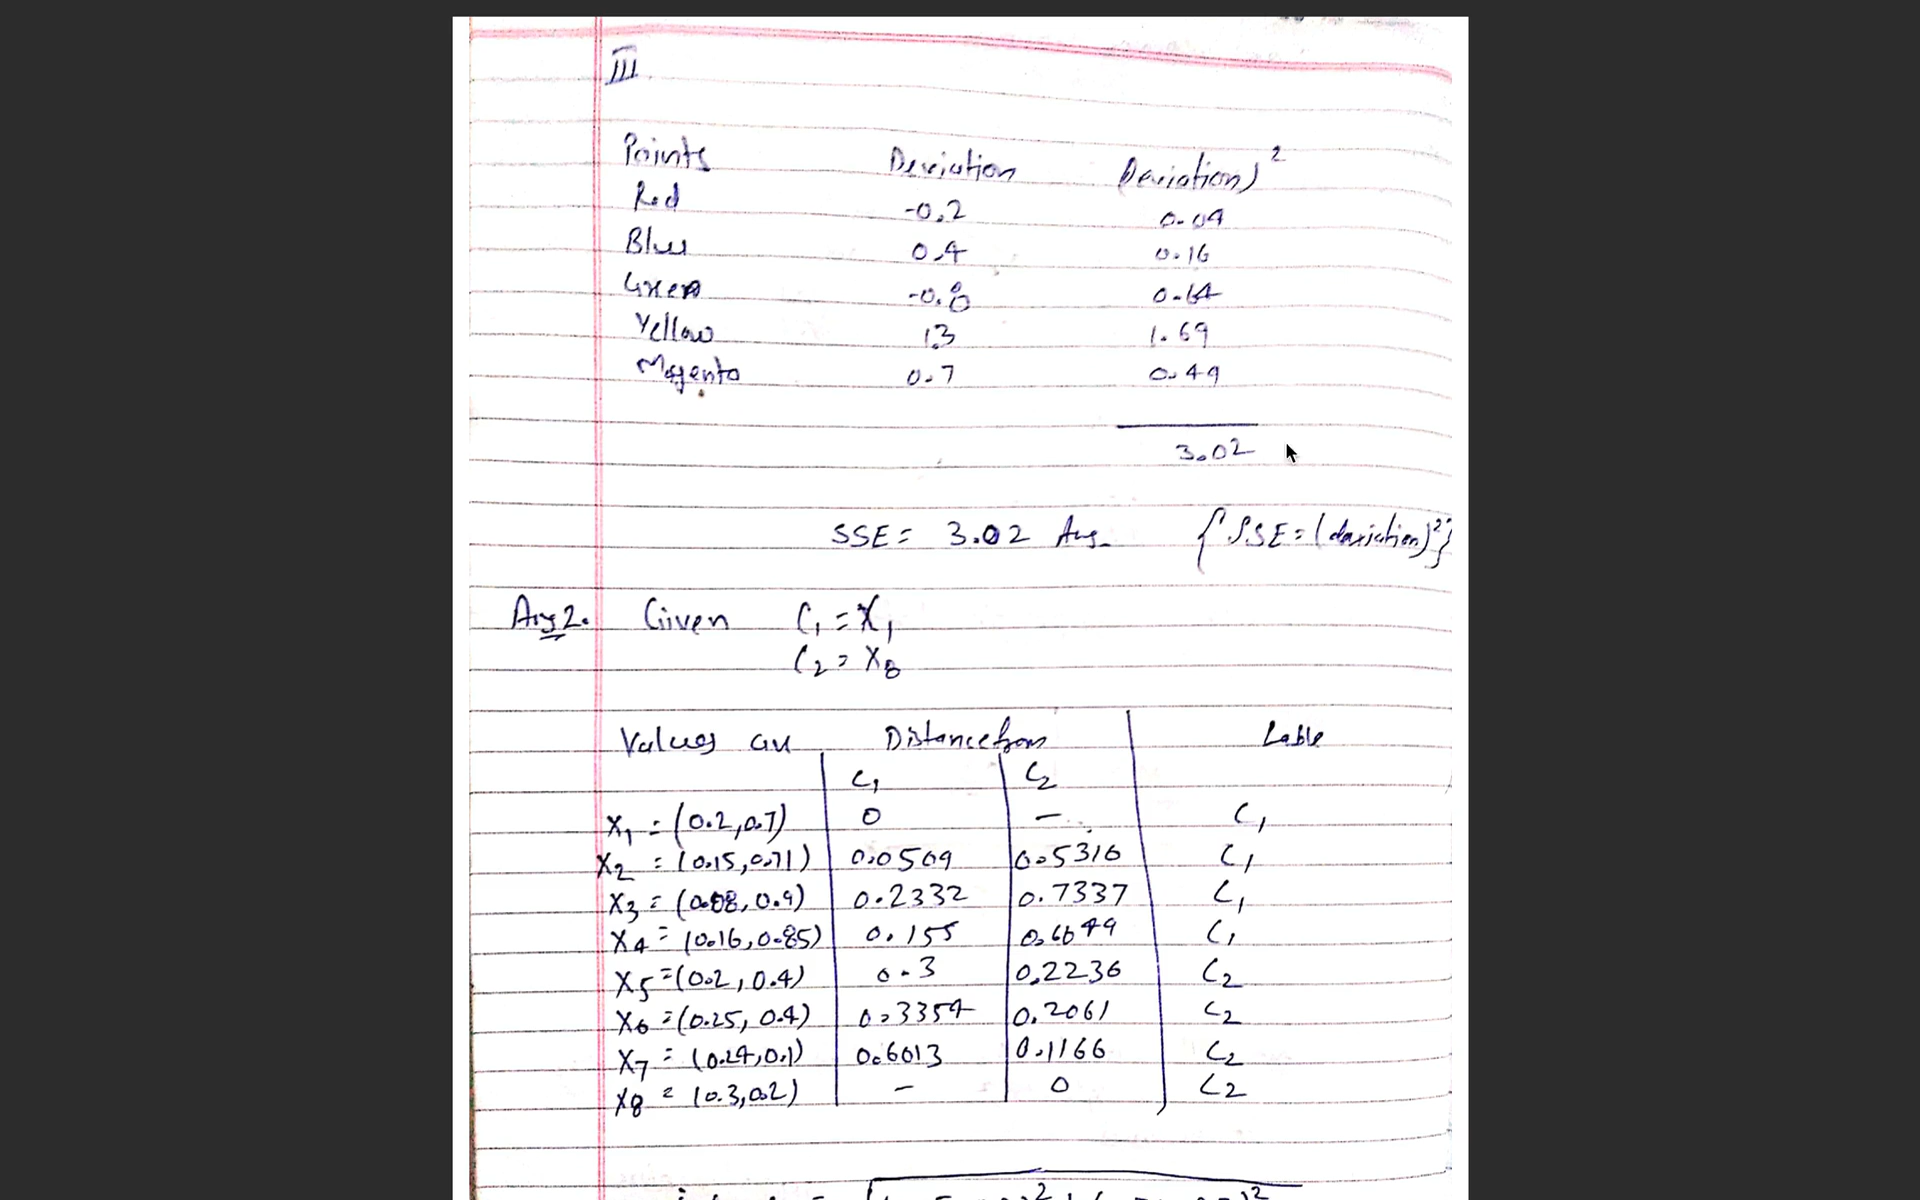 III
Points Deviation (Deviation)²
Red -0.2 0.04
Blue 0.4 0.16
Green -0.8 0.64
Yellow 1.3 1.69
Magenta 0.7 0.49
3.02
SSE = 3.02 Ans. {SSE = (deviation)²}
Ans 2. Given C₁ = X₁
C₂ = X₈
Values are Distance from Lable
C₁ C₂
X₁ = (0.2, 0.7) 0 — C₁
X₂ = (0.15, 0.71) 0.0509 0.5316 C₁
X₃ = (0.08, 0.9) 0.2332 0.7337 C₁
X₄ = (0.16, 0.85) 0.155 0.6649 C₁
X₅ = (0.2, 0.4) 0.3 0.2236 C₂
X₆ = (0.25, 0.4) 0.3354 0.2061 C₂
X₇ = (0.24, 0.1) 0.6013 0.1166 C₂
X₈ = (0.3, 0.2) — 0 C₂